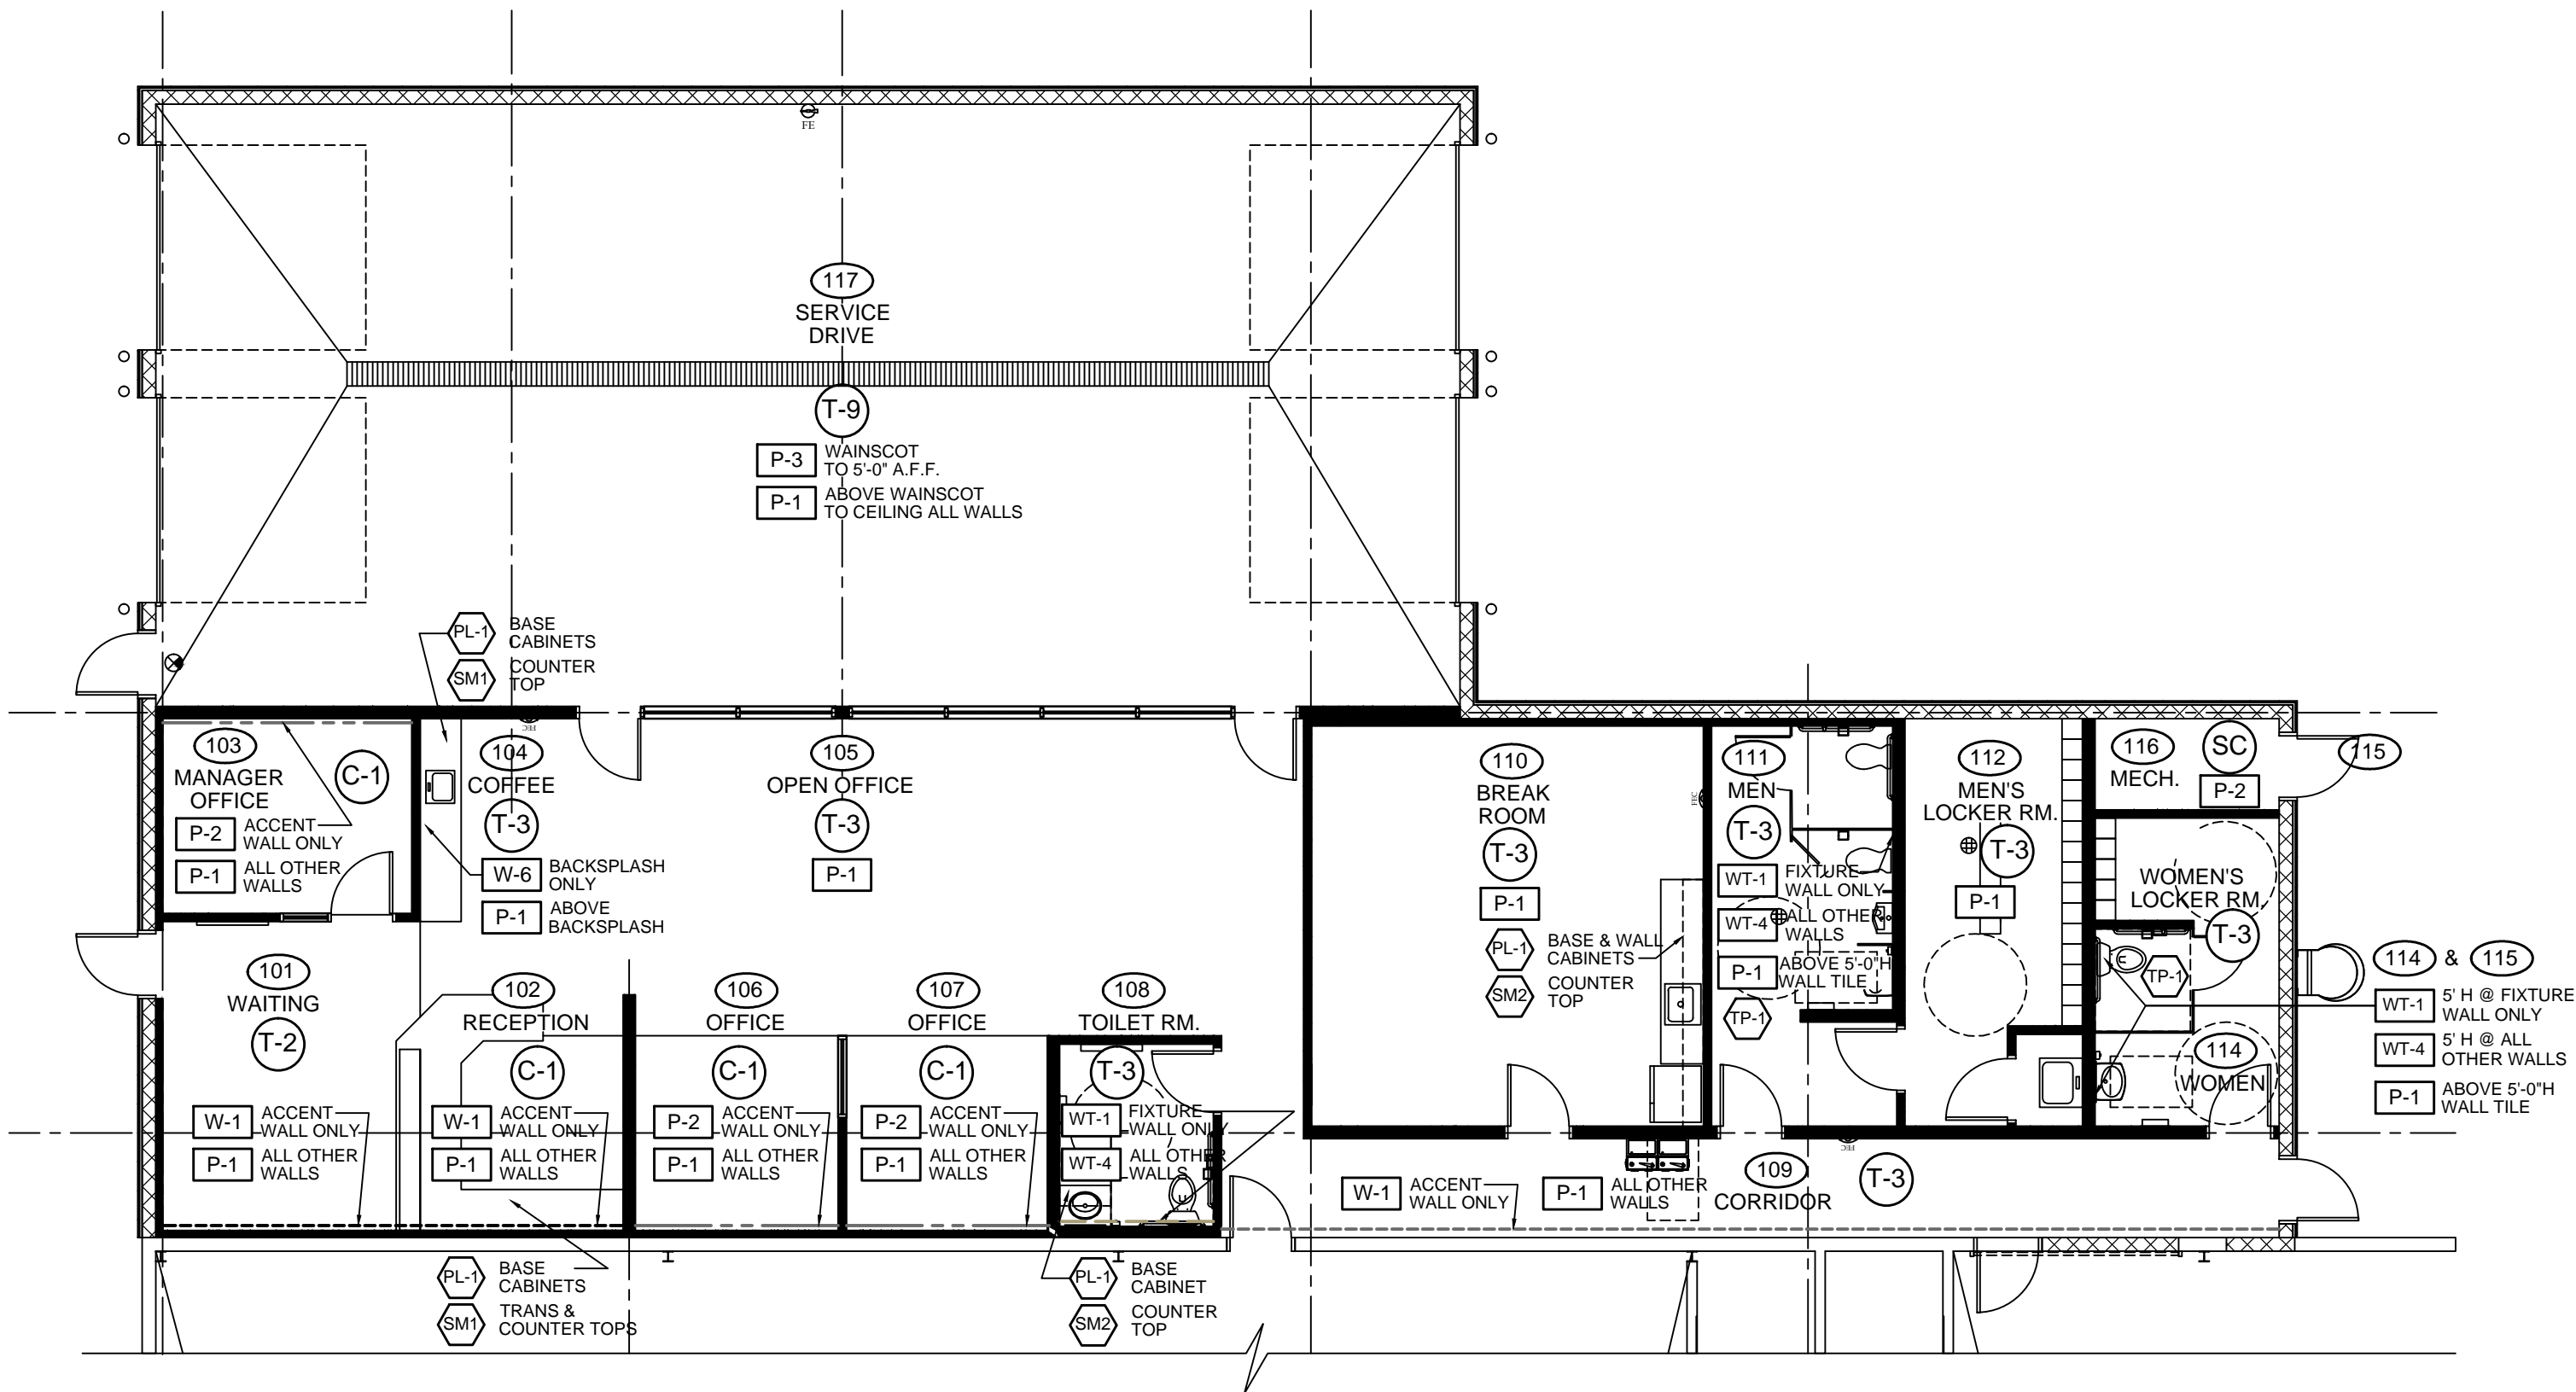 FE
117
SERVICE
DRIVE
T-9
P-3 WAINSCOT
TO 5'-0" A.F.F.
P-1 ABOVE WAINSCOT
TO CEILING ALL WALLS
PL-1 BASE
CABINETS
SM1 COUNTER
TOP
103
MANAGER
OFFICE
C-1
P-2 ACCENT
WALL ONLY
P-1 ALL OTHER
WALLS
FEC
104
COFFEE
T-3
W-6 BACKSPLASH
ONLY
P-1 ABOVE
BACKSPLASH
105
OPEN OFFICE
T-3
P-1
110
BREAK
ROOM
T-3
P-1
PL-1 BASE & WALL
CABINETS
SM2 COUNTER
TOP
FEC
111
MEN
T-3
WT-1 FIXTURE
WALL ONLY
WT-4 ALL OTHER
WALLS
P-1 ABOVE 5'-0"H
WALL TILE
TP-1
112
MEN'S
LOCKER RM.
T-3
P-1
116
MECH.
SC
P-2
115
WOMEN'S
LOCKER RM.
T-3
TP-1
114
WOMEN
114 & 115
WT-1 5' H @ FIXTURE
WALL ONLY
WT-4 5' H @ ALL
OTHER WALLS
P-1 ABOVE 5'-0"H
WALL TILE
101
WAITING
T-2
W-1 ACCENT
WALL ONLY
P-1 ALL OTHER
WALLS
102
RECEPTION
C-1
W-1 ACCENT
WALL ONLY
P-1 ALL OTHER
WALLS
106
OFFICE
C-1
P-2 ACCENT
WALL ONLY
P-1 ALL OTHER
WALLS
107
OFFICE
C-1
P-2 ACCENT
WALL ONLY
P-1 ALL OTHER
WALLS
108
TOILET RM.
T-3
WT-1 FIXTURE
WALL ONLY
WT-4 ALL OTHER
WALLS
W-1 ACCENT
WALL ONLY
P-1 ALL OTHER
WALLS
109
CORRIDOR
T-3
FEC
PL-1 BASE
CABINETS
SM1 TRANS &
COUNTER TOPS
PL-1 BASE
CABINET
SM2 COUNTER
TOP